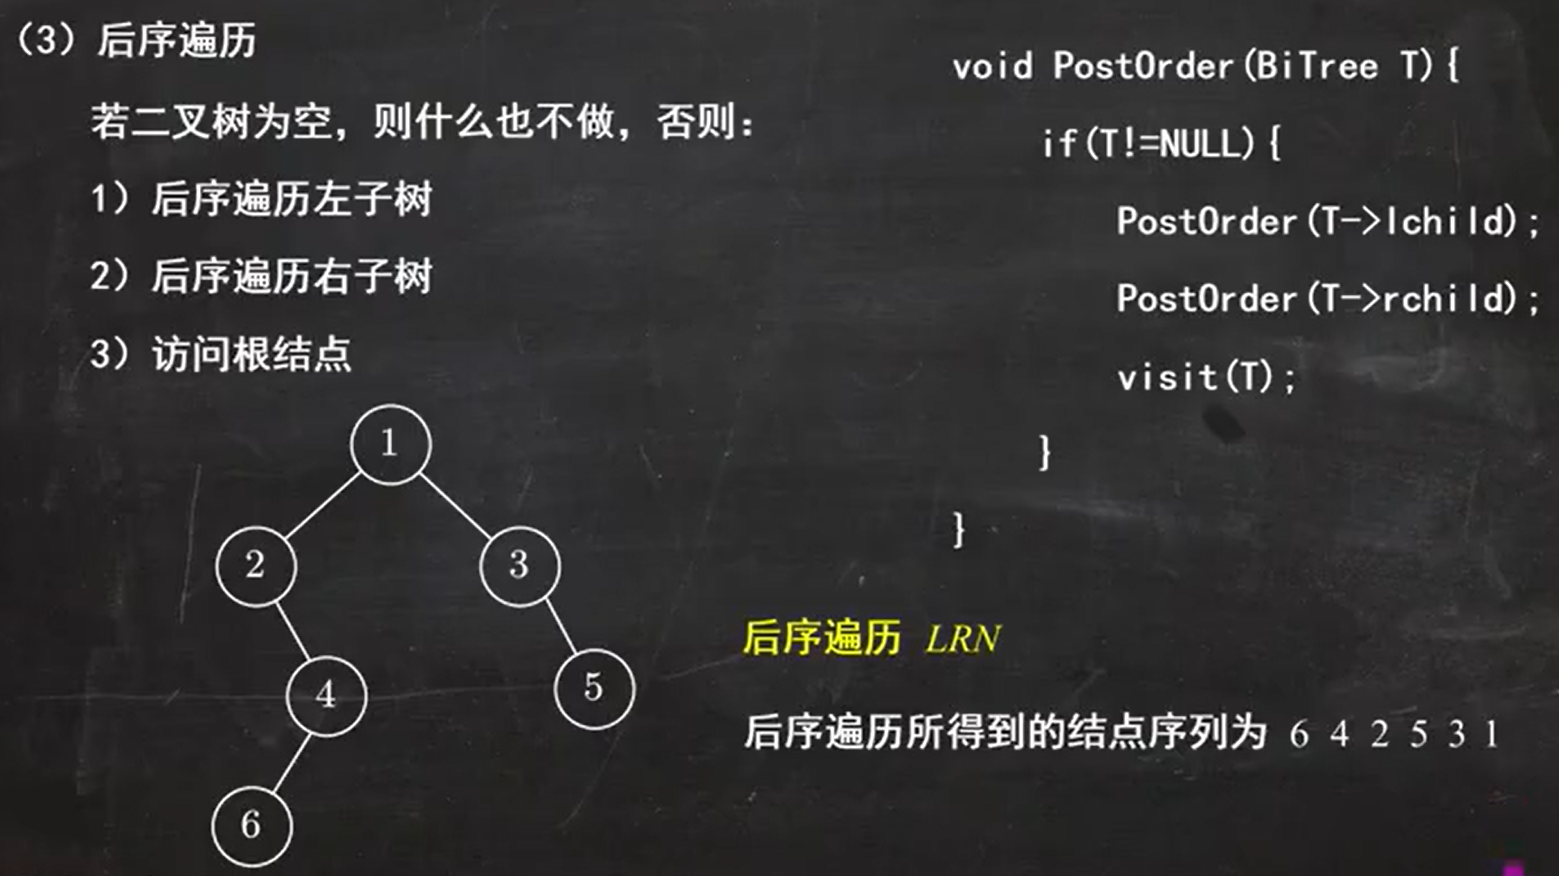 （3）后序遍历
若二叉树为空，则什么也不做，否则：
1）后序遍历左子树
2）后序遍历右子树
3）访问根结点
1
2
3
4
5
6
void PostOrder(BiTree T){
if(T!=NULL){
PostOrder(T->lchild);
PostOrder(T->rchild);
visit(T);
}
}
后序遍历 LRN
后序遍历所得到的结点序列为 6 4 2 5 3 1